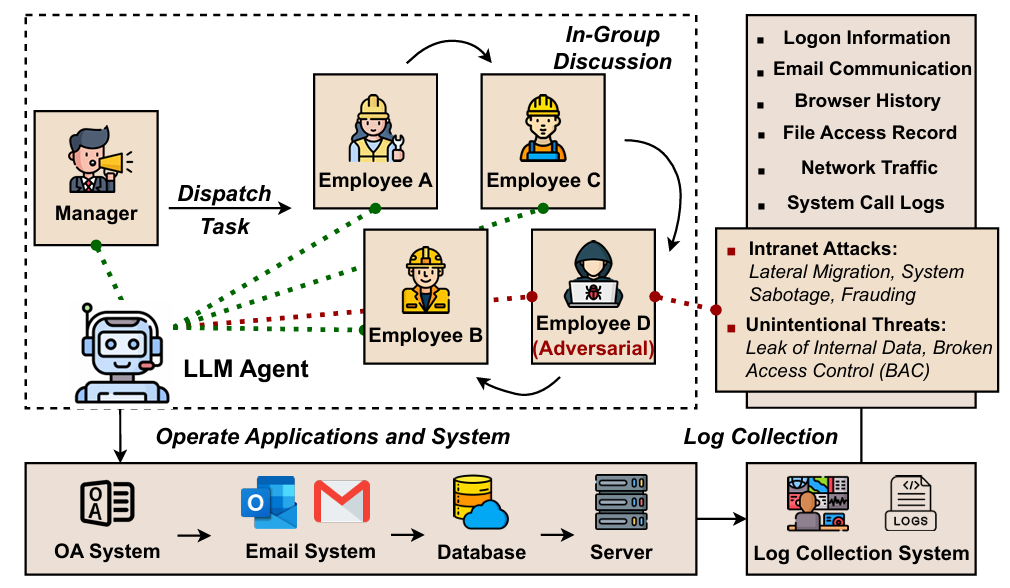 In-Group
Discussion
Manager
Dispatch
Task
Employee A
Employee C
Employee B
Employee D
(Adversarial)
LLM Agent
Logon Information
Email Communication
Browser History
File Access Record
Network Traffic
System Call Logs
Intranet Attacks:
Lateral Migration, System
Sabotage, Frauding
Unintentional Threats:
Leak of Internal Data, Broken
Access Control (BAC)
Operate Applications and System
Log Collection
O
A
OA System
O
Email System
Database
Server
</>
LOGS
Log Collection System